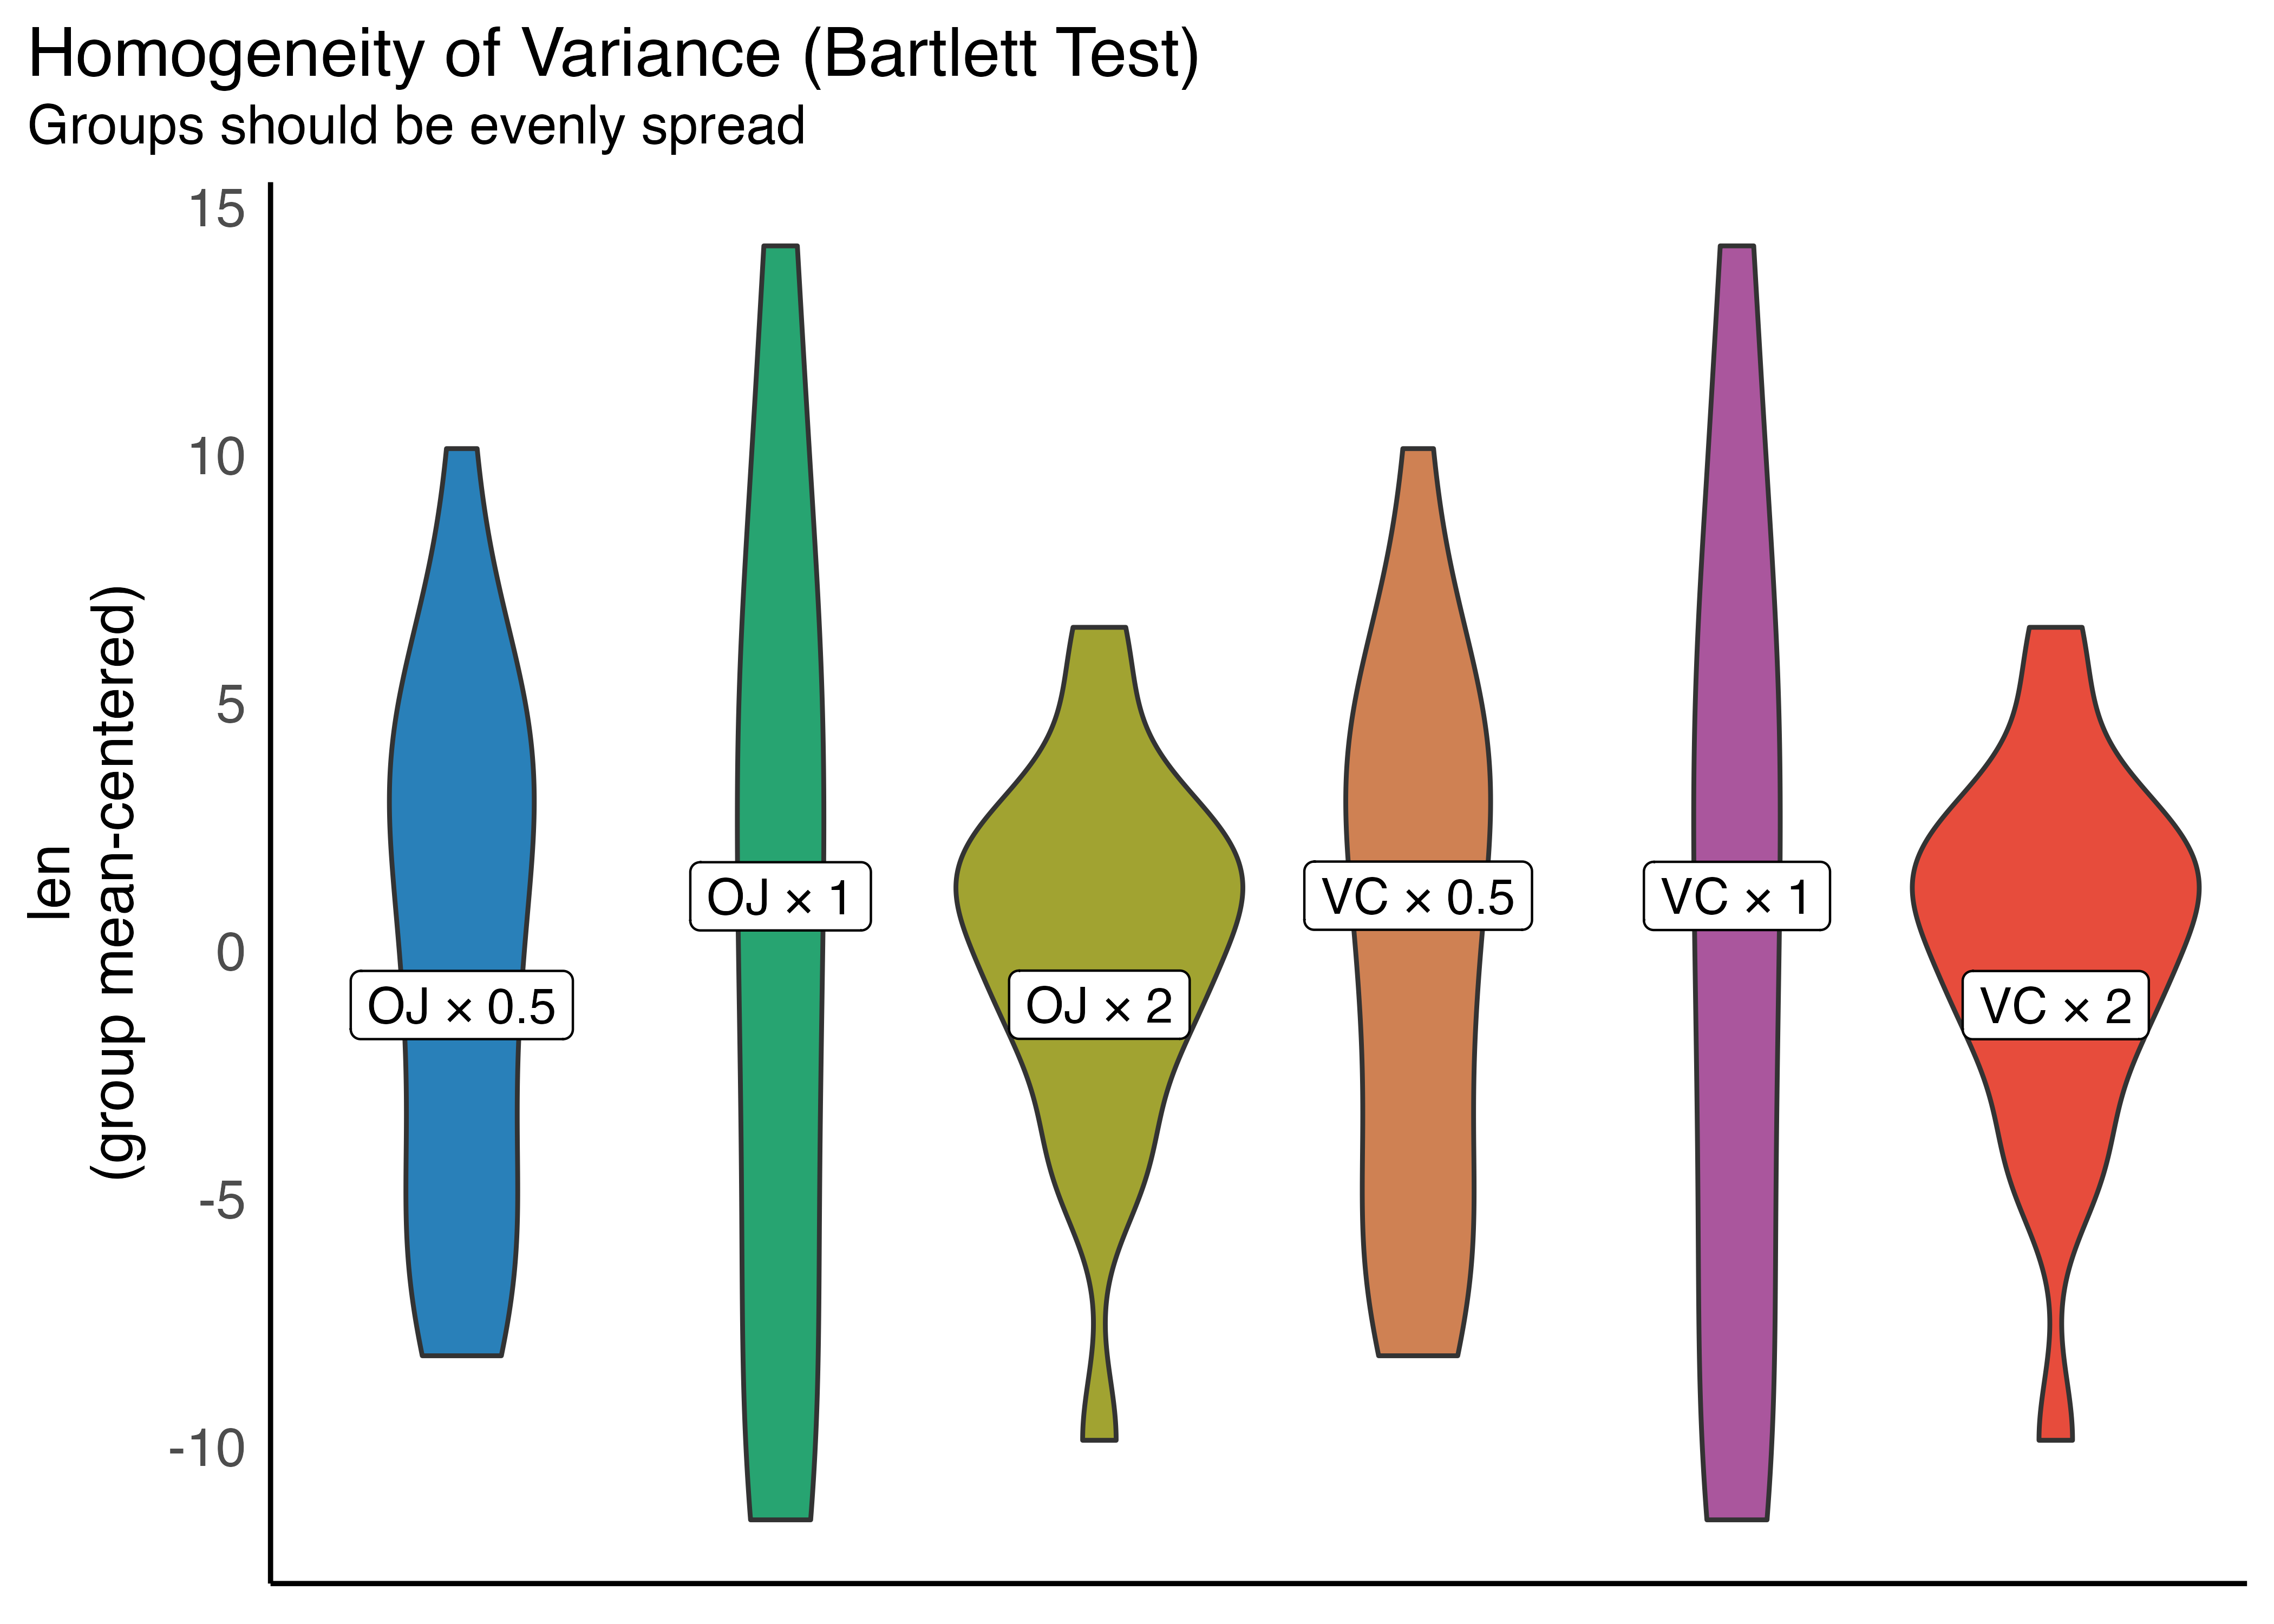 Homogeneity of Variance (Bartlett Test)
Groups should be evenly spread
len
(group mean-centered)
15
10
5
0
-5
-10
OJ × 0.5
OJ × 1
OJ × 2
VC × 0.5
VC × 1
VC × 2